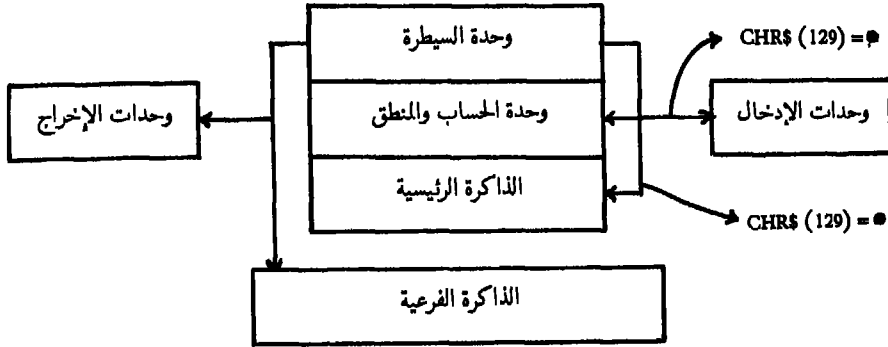 وحدة السيطرة
CHR$ (129) = ●
وحدات الإدخال
وحدة الحساب والمنطق
وحدات الإخراج
الذاكرة الرئيسية
CHR$ (129) = ●
الذاكرة الفرعية